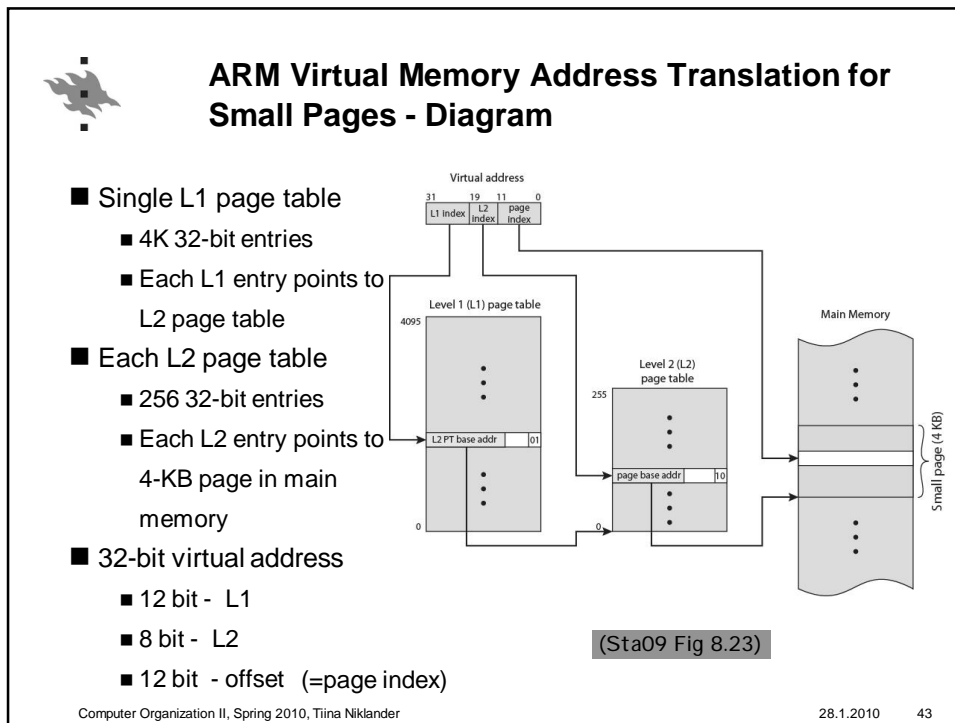 ARM Virtual Memory Address Translation for
Small Pages - Diagram
■ Single L1 page table
■ 4K 32-bit entries
■ Each L1 entry points to
L2 page table
■ Each L2 page table
■ 256 32-bit entries
■ Each L2 entry points to
4-KB page in main
memory
■ 32-bit virtual address
■ 12 bit - L1
■ 8 bit - L2
■ 12 bit - offset (=page index)
Virtual address
31 19 11 0
L1 index
L2
index
page
index
Level 1 (L1) page table
4095
L2 PT base addr 01
0
Level 2 (L2)
page table
255
page base addr 10
0
Main Memory
Small page (4 KB)
(Sta09 Fig 8.23)
Computer Organization II, Spring 2010, Tiina Niklander 28.1.2010 43